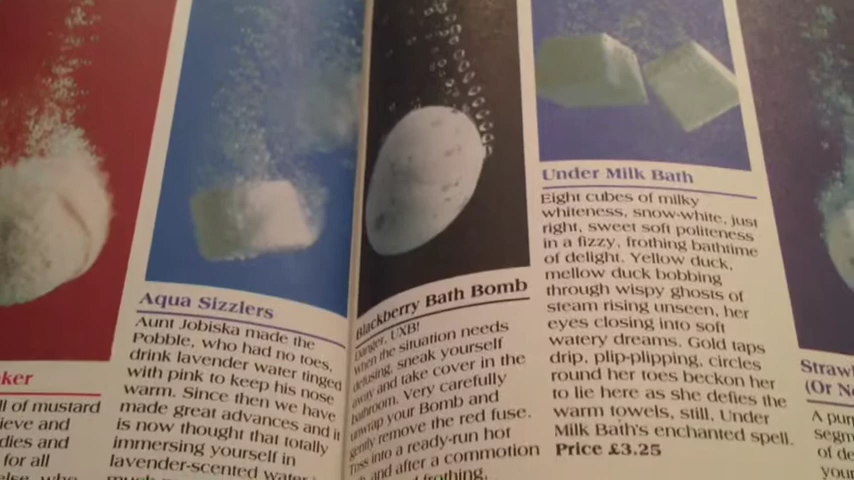 ker
ll of mustard
ieve and
dies and
for all
else, who
Aqua Sizzlers
Aunt Jobiska made the
Pobble, who had no toes,
drink lavender water tinged
with pink to keep his nose
warm. Since then we have
made great advances and it
is now thought that totally
immersing yourself in
lavender-scented water
Blackberry Bath Bomb
Danger, UXB!
when the situation needs
defusing, sneak yourself
away and take cover in the
bathroom. Very carefully
unwrap your Bomb and
gently remove the red fuse.
Toss into a ready-run hot
and after a commotion
frothing,
Under Milk Bath
Eight cubes of milky
whiteness, snow-white, just
right, sweet soft politeness
in a fizzy, frothing bathtime
of delight. Yellow duck,
mellow duck bobbing
through wispy ghosts of
steam rising unseen, her
eyes closing into soft
watery dreams. Gold taps
drip, plip-plipping, circles
round her toes beckon her
to lie here as she defies the
warm towels, still, Under
Milk Bath's enchanted spell.
Price £3.25
Strawb
(Or N
A pur
segm
of de
your